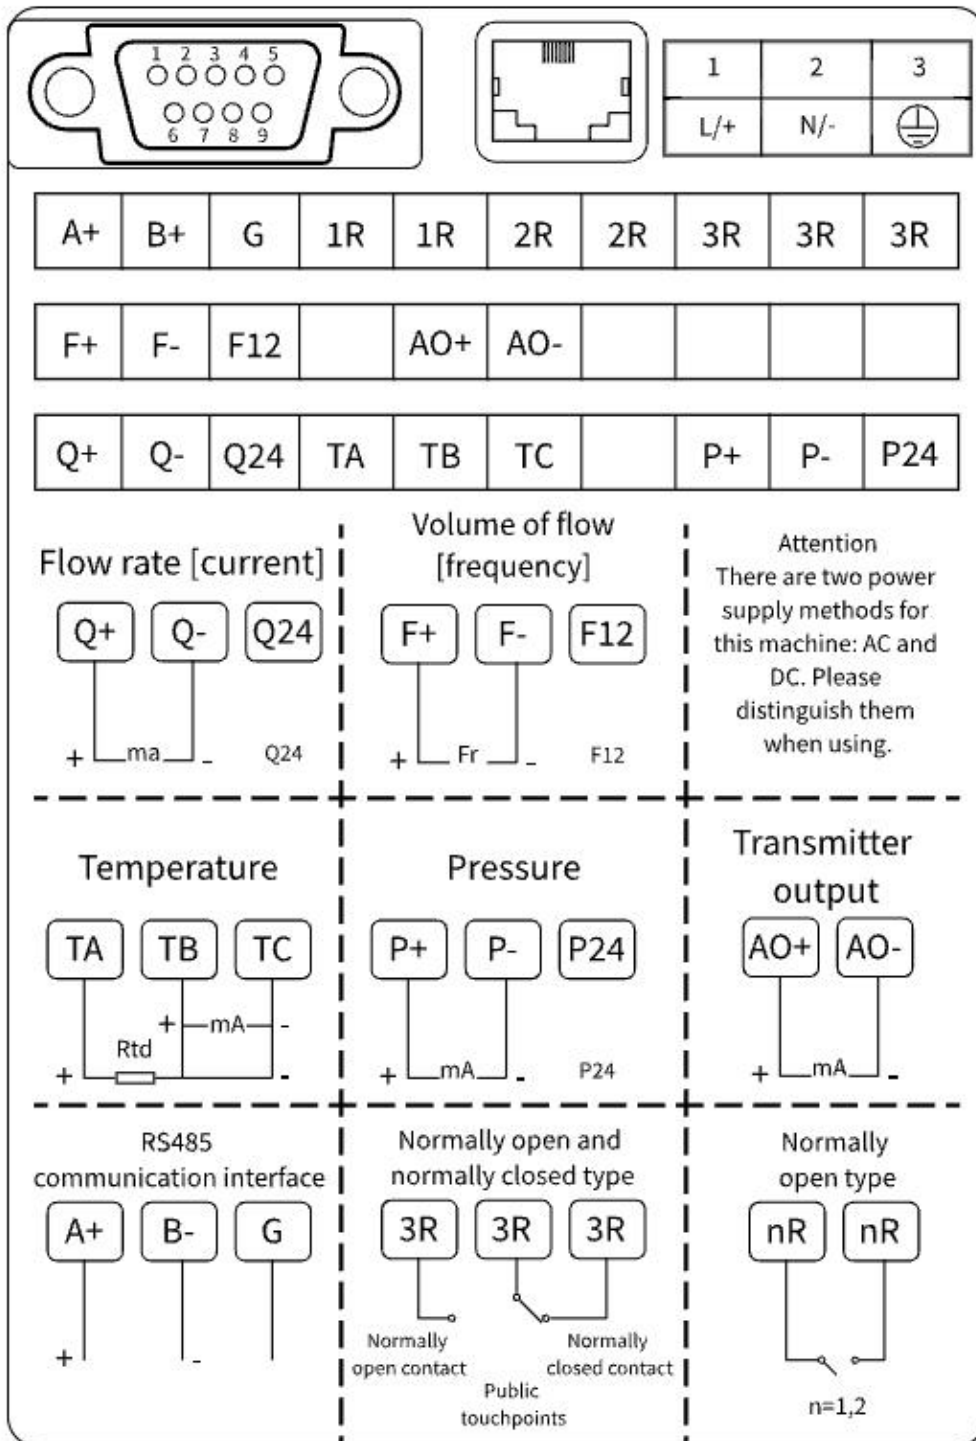 1 2 3 4 5
6 7 8 9
1 2 3
L/+ N/-
A+ B+ G 1R 1R 2R 2R 3R 3R 3R
F+ F- F12 AO+ AO-
Q+ Q- Q24 TA TB TC P+ P- P24
Flow rate [current]
Q+ Q- Q24
+ ma - Q24
Volume of flow
[frequency]
F+ F- F12
+ Fr - F12
Attention
There are two power
supply methods for
this machine: AC and
DC. Please
distinguish them
when using.
Temperature
TA TB TC
+ mA -
Rtd
+ -
Pressure
P+ P- P24
+ mA - P24
Transmitter
output
AO+ AO-
+ mA -
RS485
communication interface
A+ B- G
+ -
Normally open and
normally closed type
3R 3R 3R
Normally
open contact
Normally
closed contact
Public
touchpoints
Normally
open type
nR nR
n=1,2